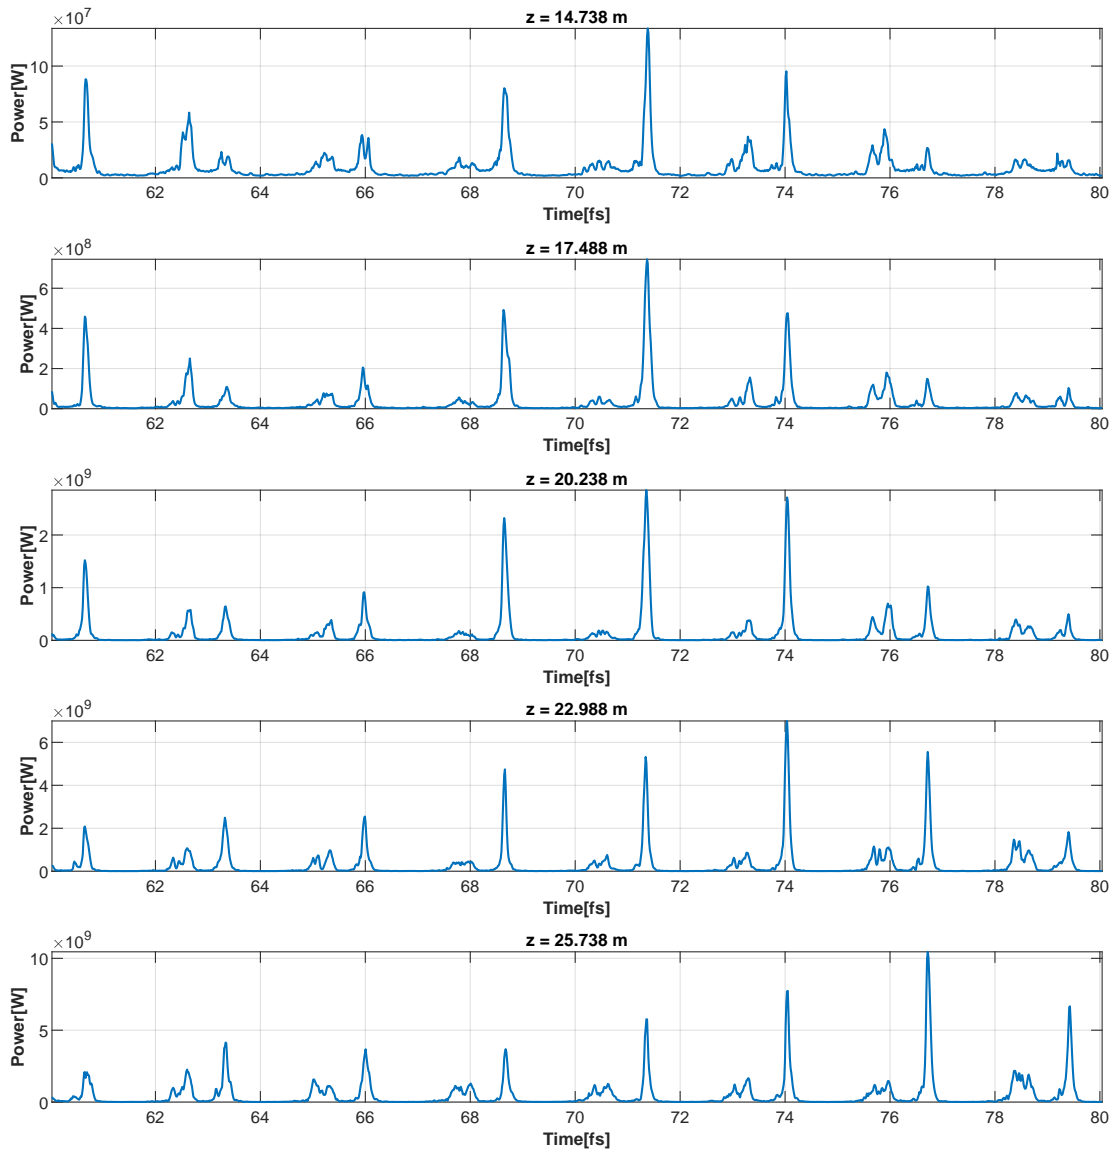 ×10⁷
z = 14.738 m
Power[W]
10
5
0
62 64 66 68 70 72 74 76 78 80
Time[fs]
×10⁸
z = 17.488 m
Power[W]
6
4
2
0
62 64 66 68 70 72 74 76 78 80
Time[fs]
×10⁹
z = 20.238 m
Power[W]
2
1
0
62 64 66 68 70 72 74 76 78 80
Time[fs]
×10⁹
z = 22.988 m
Power[W]
6
4
2
0
62 64 66 68 70 72 74 76 78 80
Time[fs]
×10⁹
z = 25.738 m
Power[W]
10
5
0
62 64 66 68 70 72 74 76 78 80
Time[fs]